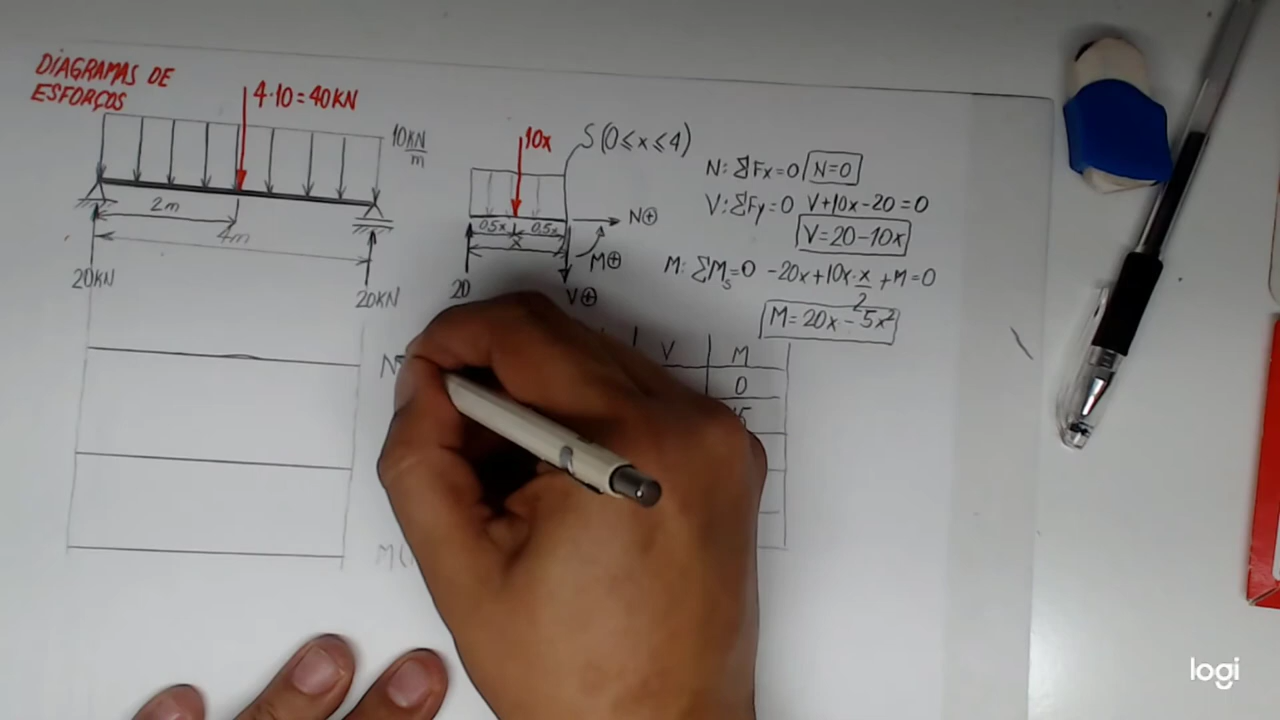 DIAGRAMAS DE
ESFORÇOS
4·10=40KN
10KN/m
2m
4m
20KN
20KN
10x
S(0≤x≤4)
0,5x 0,5x
x
N⊕
M⊕
V⊕
20
N: ΣFx=0 N=0
V: ΣFy=0 V+10x-20=0
V=20-10x
M: ΣMs=0 -20x+10x·x/2+M=0
M=20x-5x²
V M
0
M(